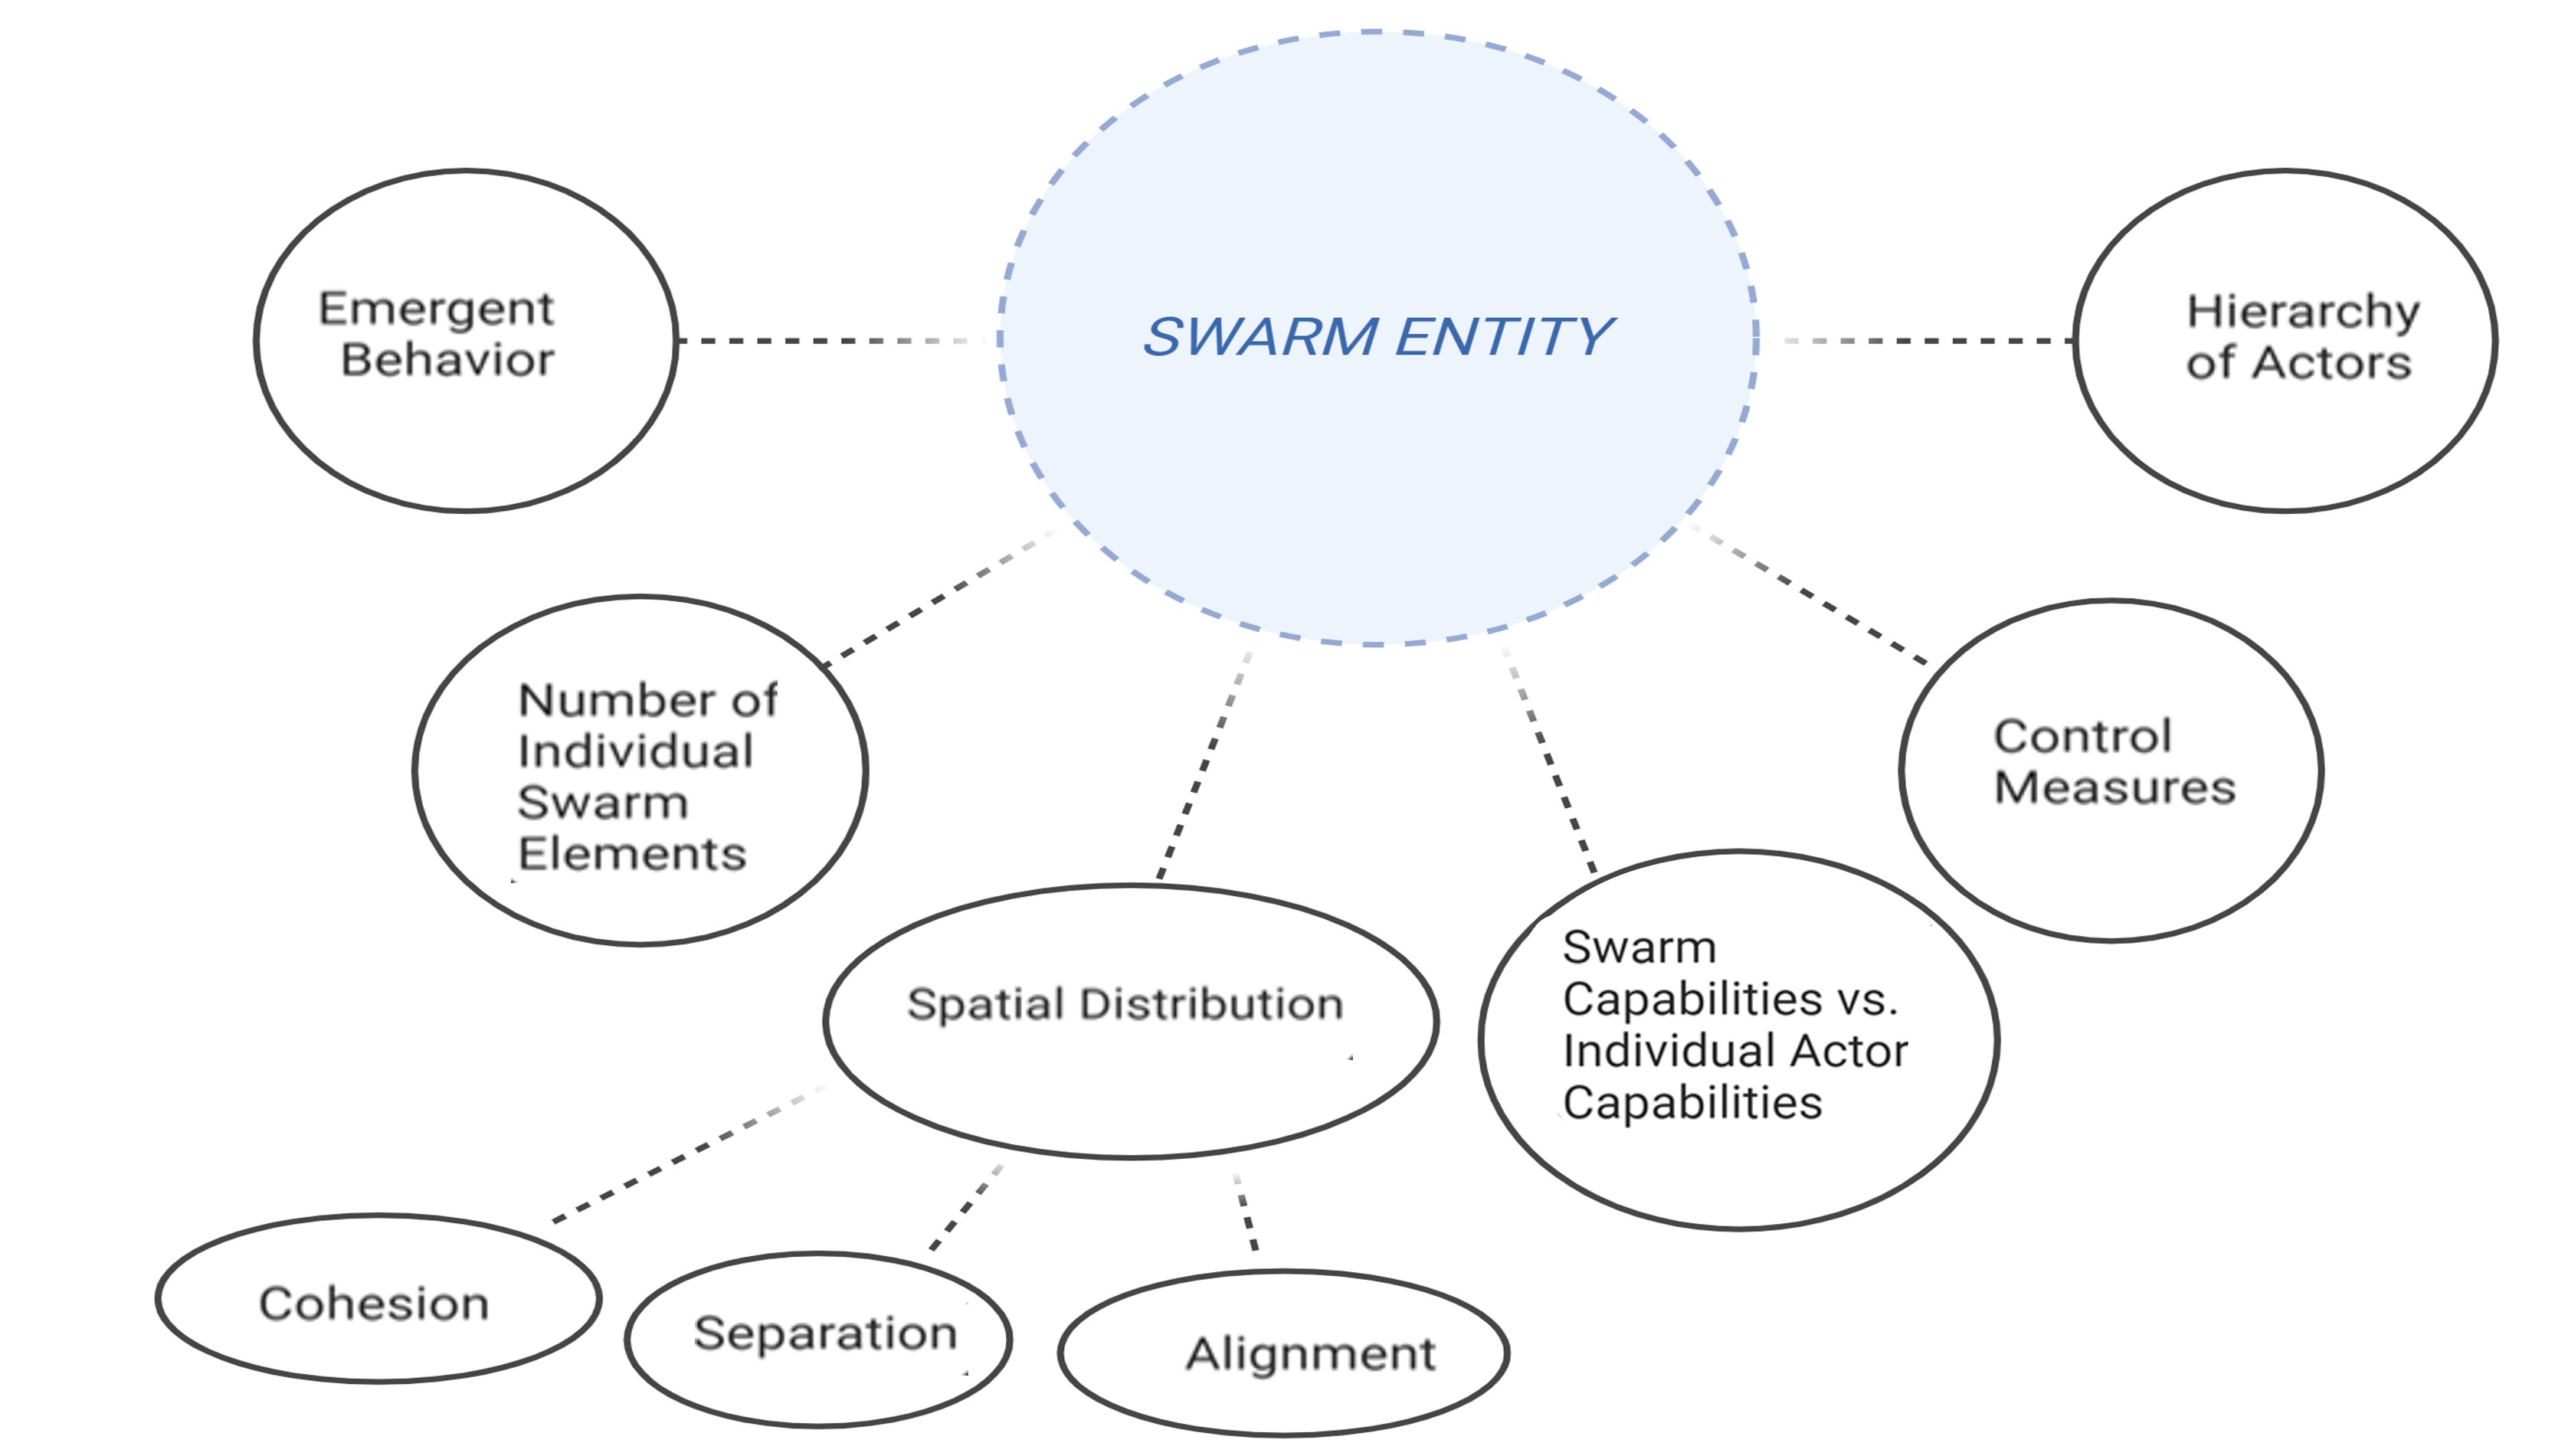 SWARM ENTITY
Emergent
Behavior
Hierarchy
of Actors
Number of
Individual
Swarm
Elements
Control
Measures
Spatial Distribution
Swarm
Capabilities vs.
Individual Actor
Capabilities
Cohesion
Separation
Alignment